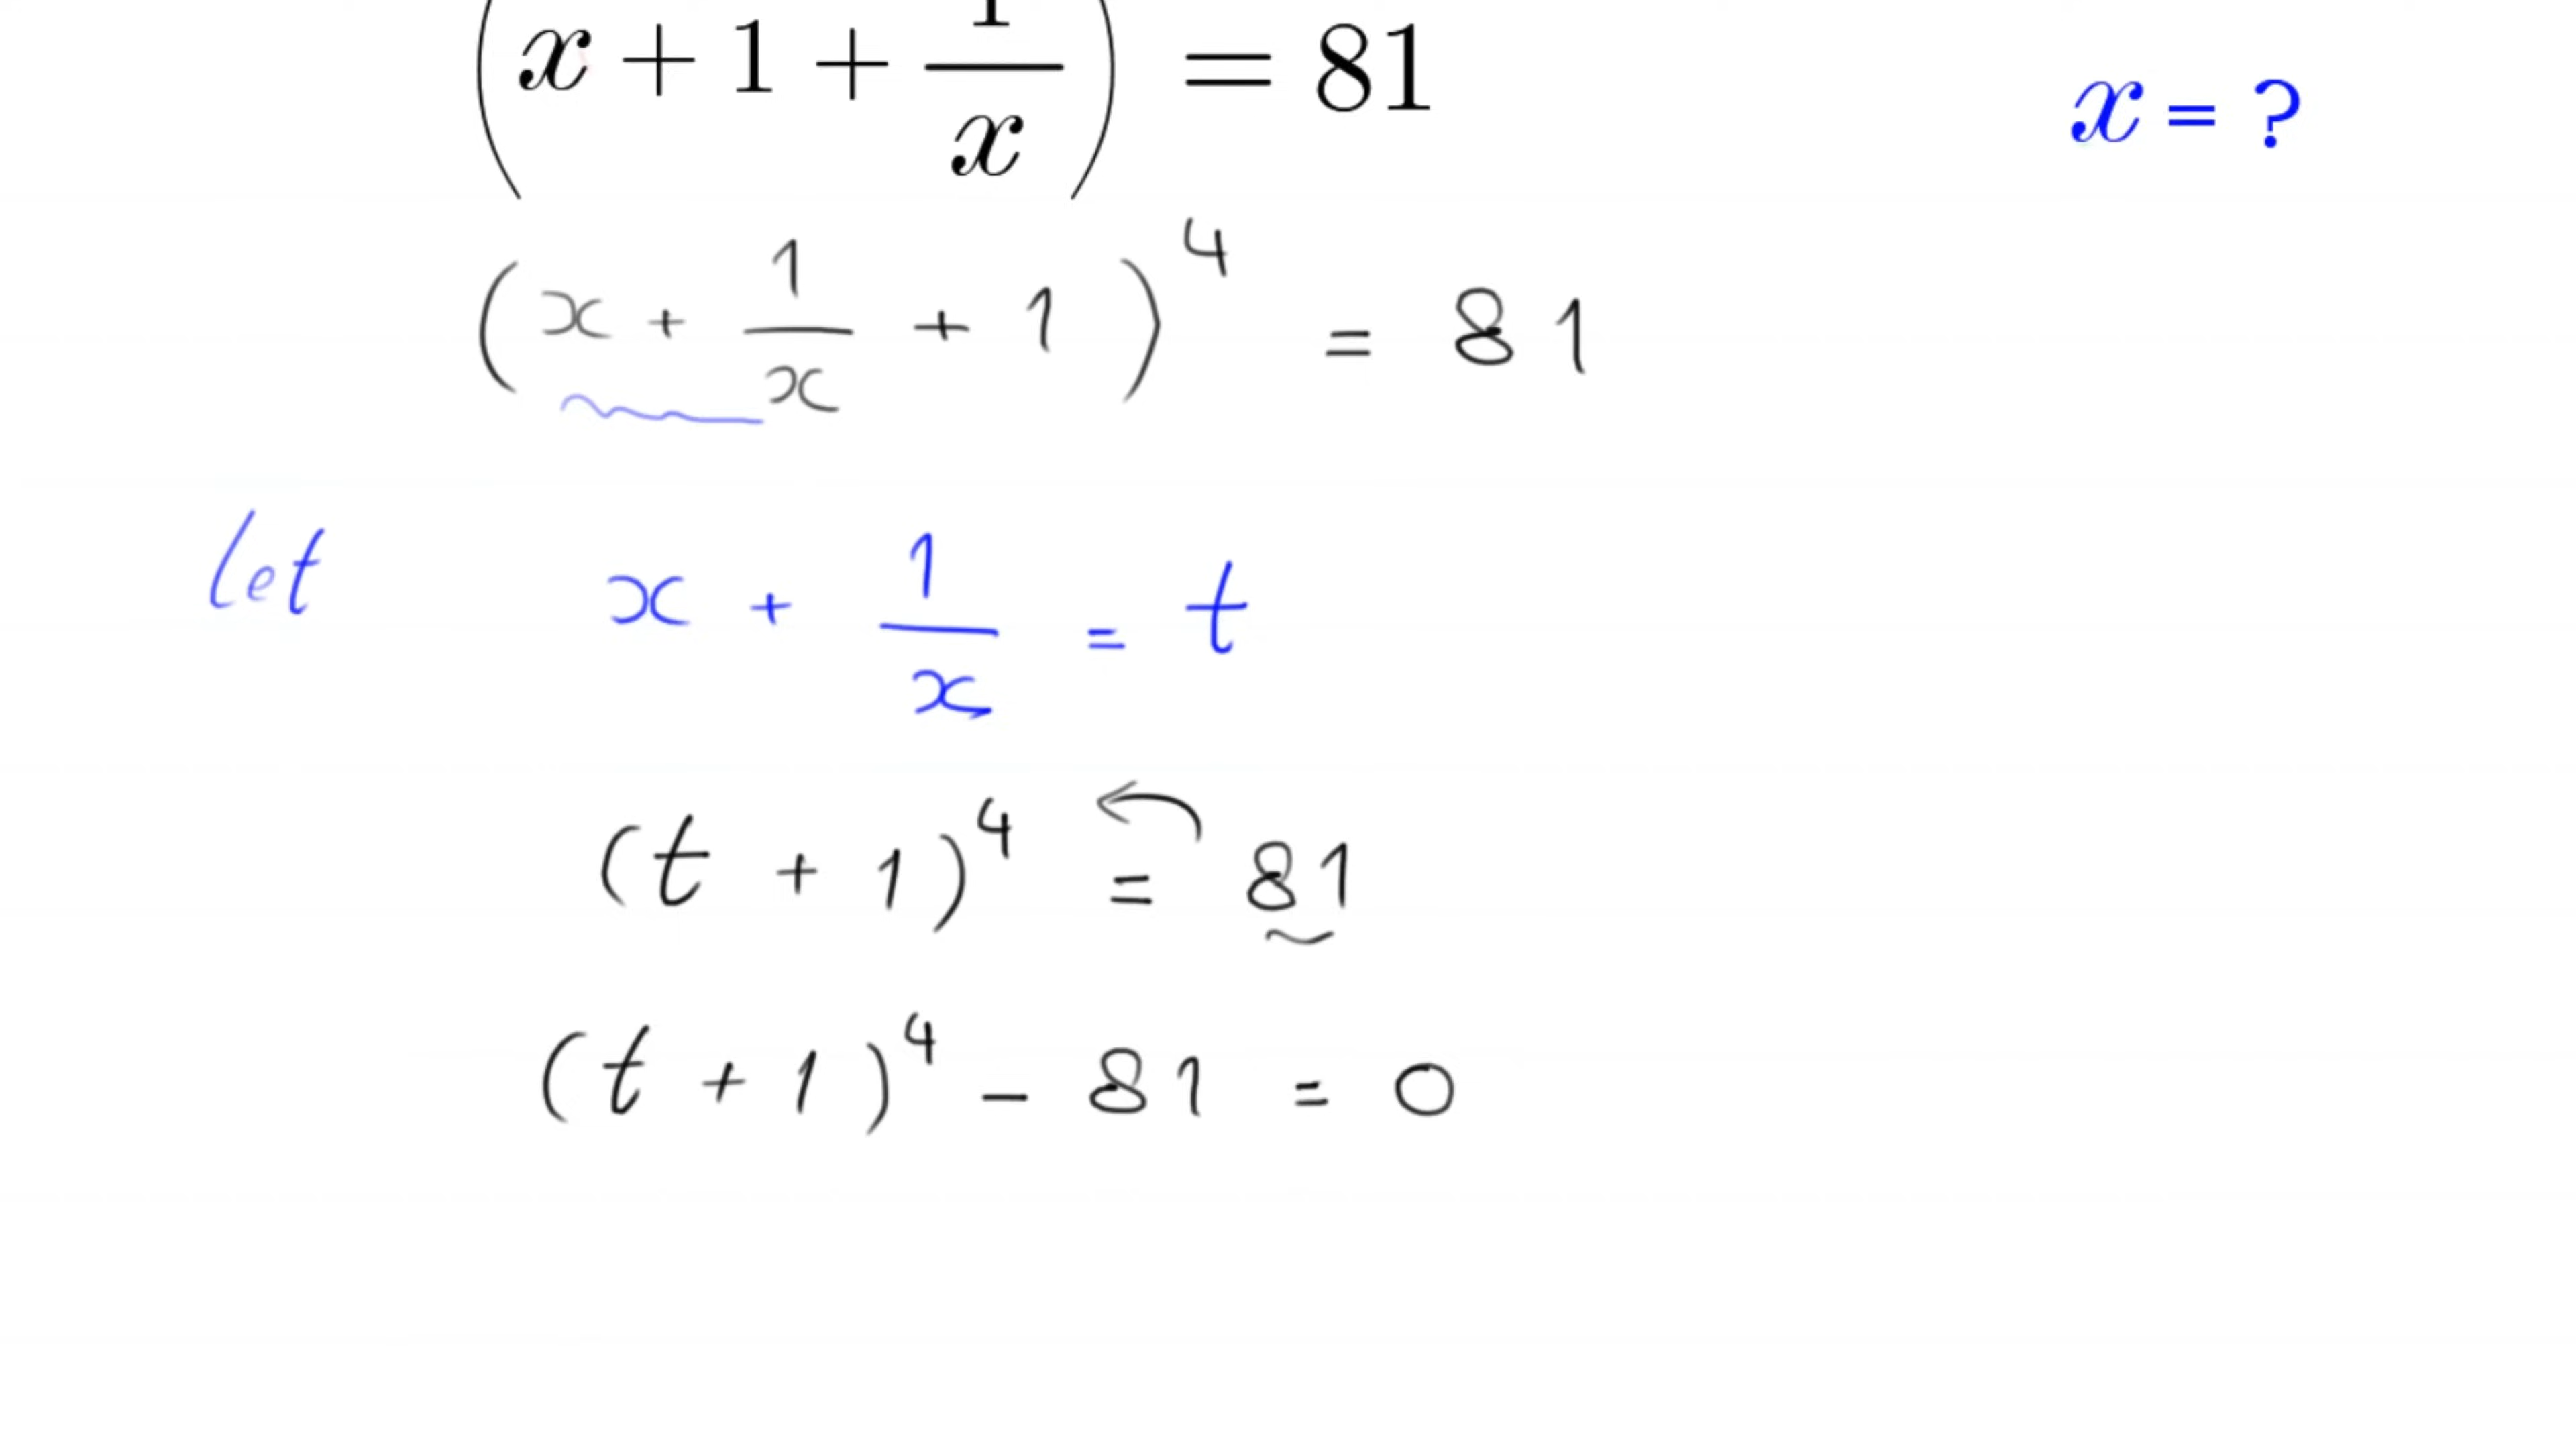 (x + 1 + 1/x) = 81
x = ?
(x + 1/x + 1)^4 = 81
let x + 1/x = t
(t + 1)^4 = 81
(t + 1)^4 - 81 = 0